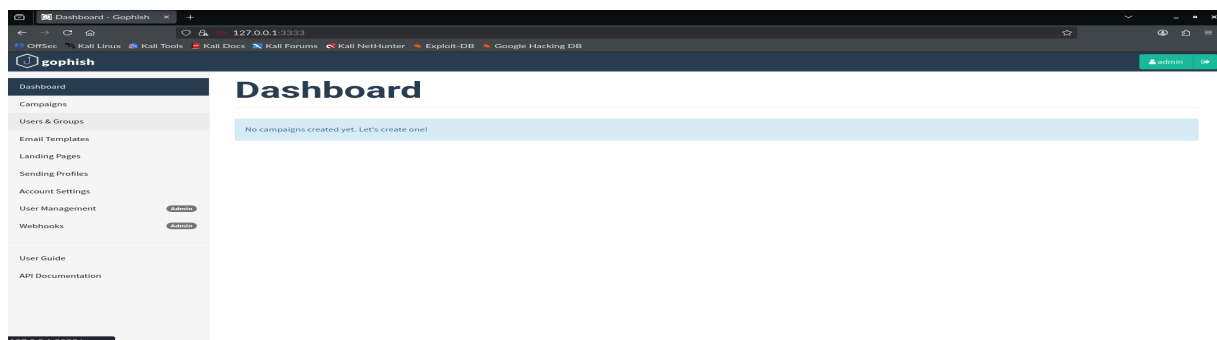 Dashboard - Gophish
127.0.0.1:3333
OffSec Kali Linux Kali Tools Kali Docs Kali Forums Kali NetHunter Exploit-DB Google Hacking DB
gophish
admin
Dashboard
Campaigns
Users & Groups
Email Templates
Landing Pages
Sending Profiles
Account Settings
User Management Admin
Webhooks Admin
User Guide
API Documentation
Dashboard
No campaigns created yet. Let's create one!